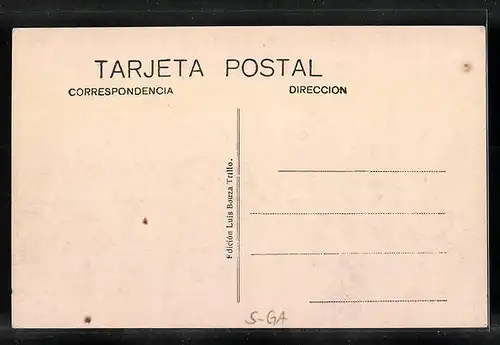 TARJETA POSTAL
CORRESPONDENCIA
DIRECCION
Edición Luis Bouza Trillo.
S-GA